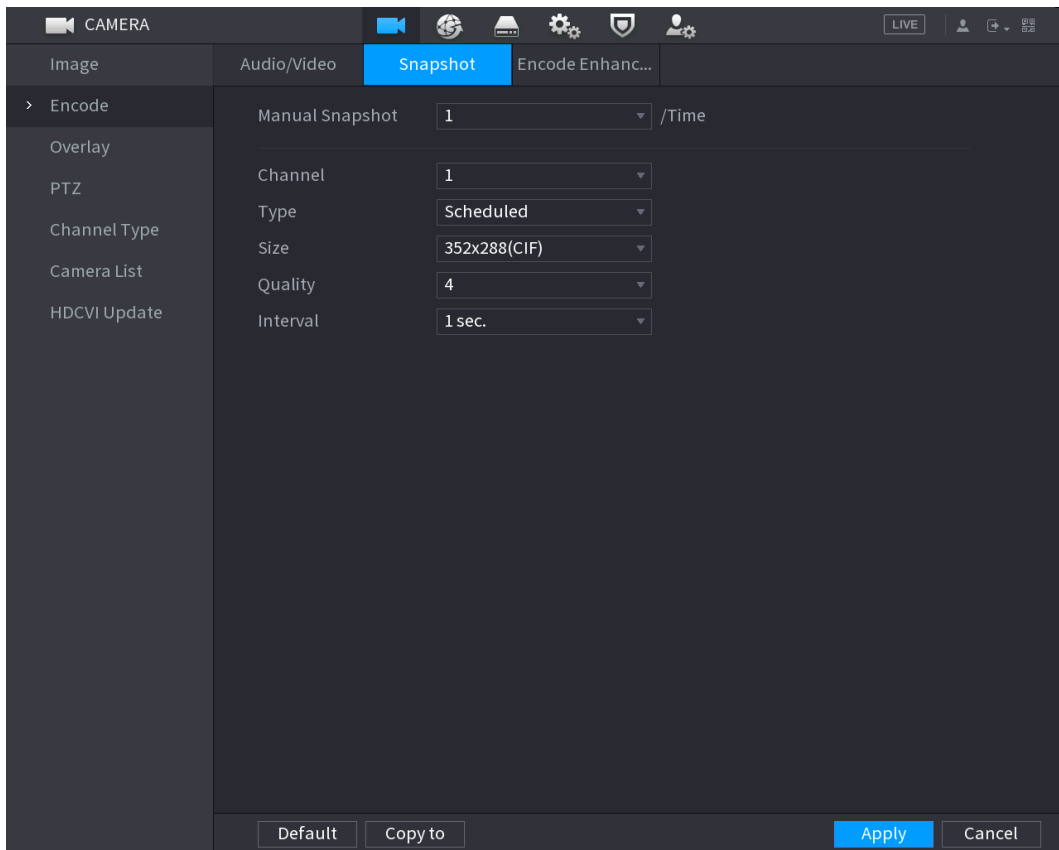 CAMERA LIVE
Image
Encode
Overlay
PTZ
Channel Type
Camera List
HDCVI Update
Audio/Video Snapshot Encode Enhanc...
Manual Snapshot 1 /Time
Channel 1
Type Scheduled
Size 352x288(CIF)
Quality 4
Interval 1 sec.
Default Copy to Apply Cancel